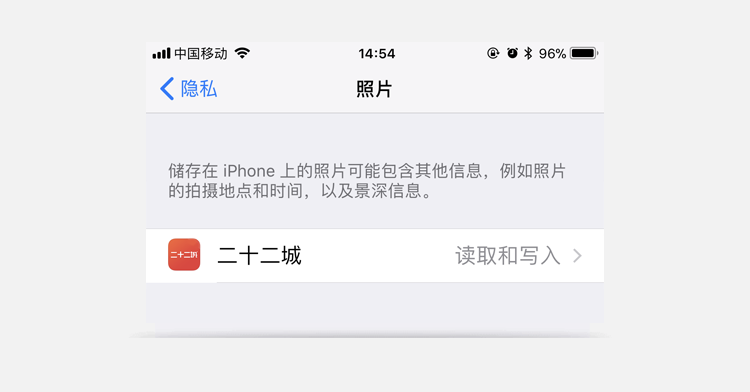 中国移动 14:54 96%
隐私 照片
储存在 iPhone 上的照片可能包含其他信息，例如照片
的拍摄地点和时间，以及景深信息。
二十二城 二十二城 读取和写入